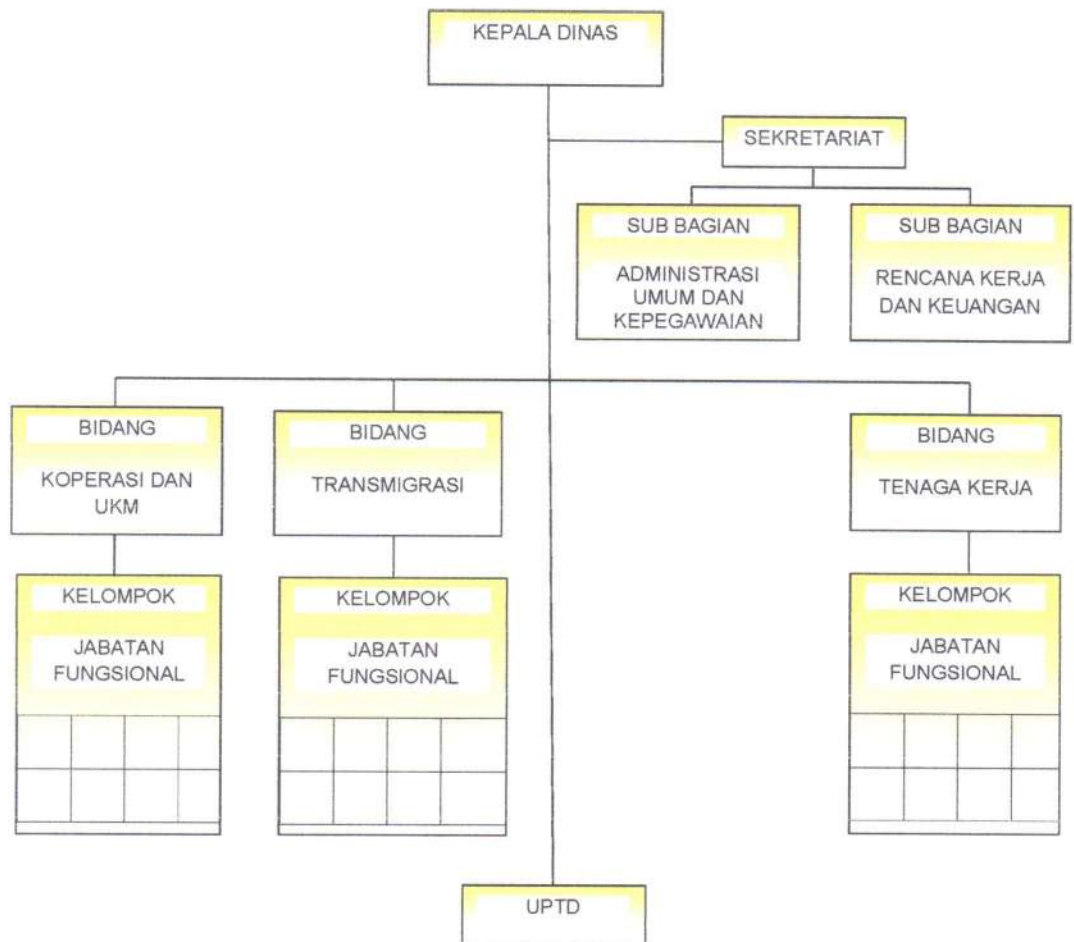 KEPALA DINAS
SEKRETARIAT
SUB BAGIAN
ADMINISTRASI
UMUM DAN
KEPEGAWAIAN
SUB BAGIAN
RENCANA KERJA
DAN KEUANGAN
BIDANG
KOPERASI DAN
UKM
BIDANG
TRANSMIGRASI
BIDANG
TENAGA KERJA
KELOMPOK
JABATAN
FUNGSIONAL
KELOMPOK
JABATAN
FUNGSIONAL
KELOMPOK
JABATAN
FUNGSIONAL
UPTD